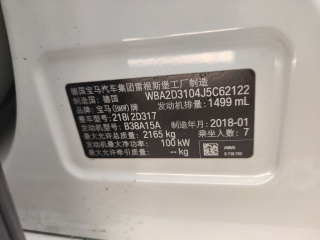 德国宝马汽车集团雷根斯堡工厂制造
制造国：德国 WBA2D3104J5C62122
品牌：宝马(BMW)牌 发动机排量：1499 mL
整车型号：218i 2D317
发动机型号：B38A15A 制造年月：2018-01
最大允许总质量：2165 kg 乘坐人数：7
发动机最大净功率：100 kW
最大允许牵引质量：-- kg